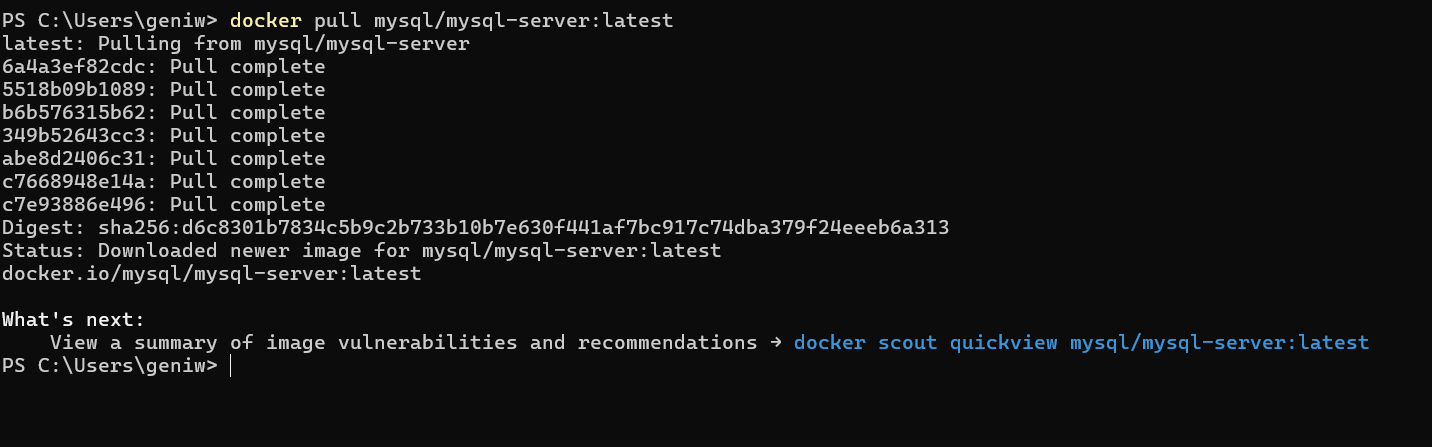 PS C:\Users\geniw> docker pull mysql/mysql-server:latest
latest: Pulling from mysql/mysql-server
6a4a3ef82cdc: Pull complete
5518b09b1089: Pull complete
b6b576315b62: Pull complete
349b52643cc3: Pull complete
abe8d2406c31: Pull complete
c7668948e14a: Pull complete
c7e93886e496: Pull complete
Digest: sha256:d6c8301b7834c5b9c2b733b10b7e630f441af7bc917c74dba379f24eeeb6a313
Status: Downloaded newer image for mysql/mysql-server:latest
docker.io/mysql/mysql-server:latest
What's next:
View a summary of image vulnerabilities and recommendations → docker scout quickview mysql/mysql-server:latest
PS C:\Users\geniw>